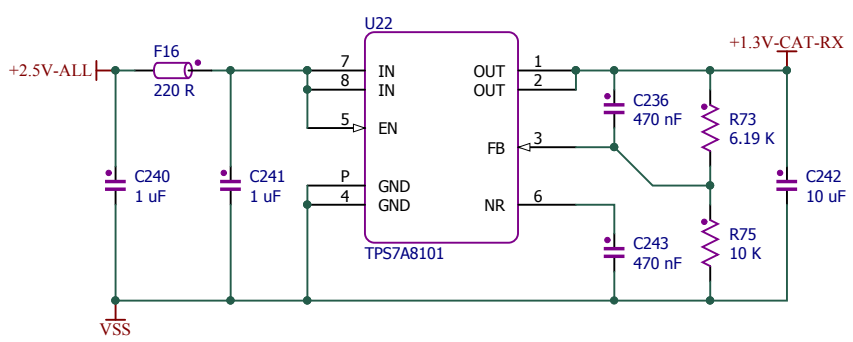 U22
+1.3V-CAT-RX
F16
+2.5V-ALL
220 R
7 IN OUT 1
8 IN OUT 2
C236
470 nF
R73
6.19 K
5 EN
FB 3
C240
1 uF
C241
1 uF
P GND
4 GND
NR 6
C242
10 uF
C243
470 nF
R75
10 K
TPS7A8101
VSS